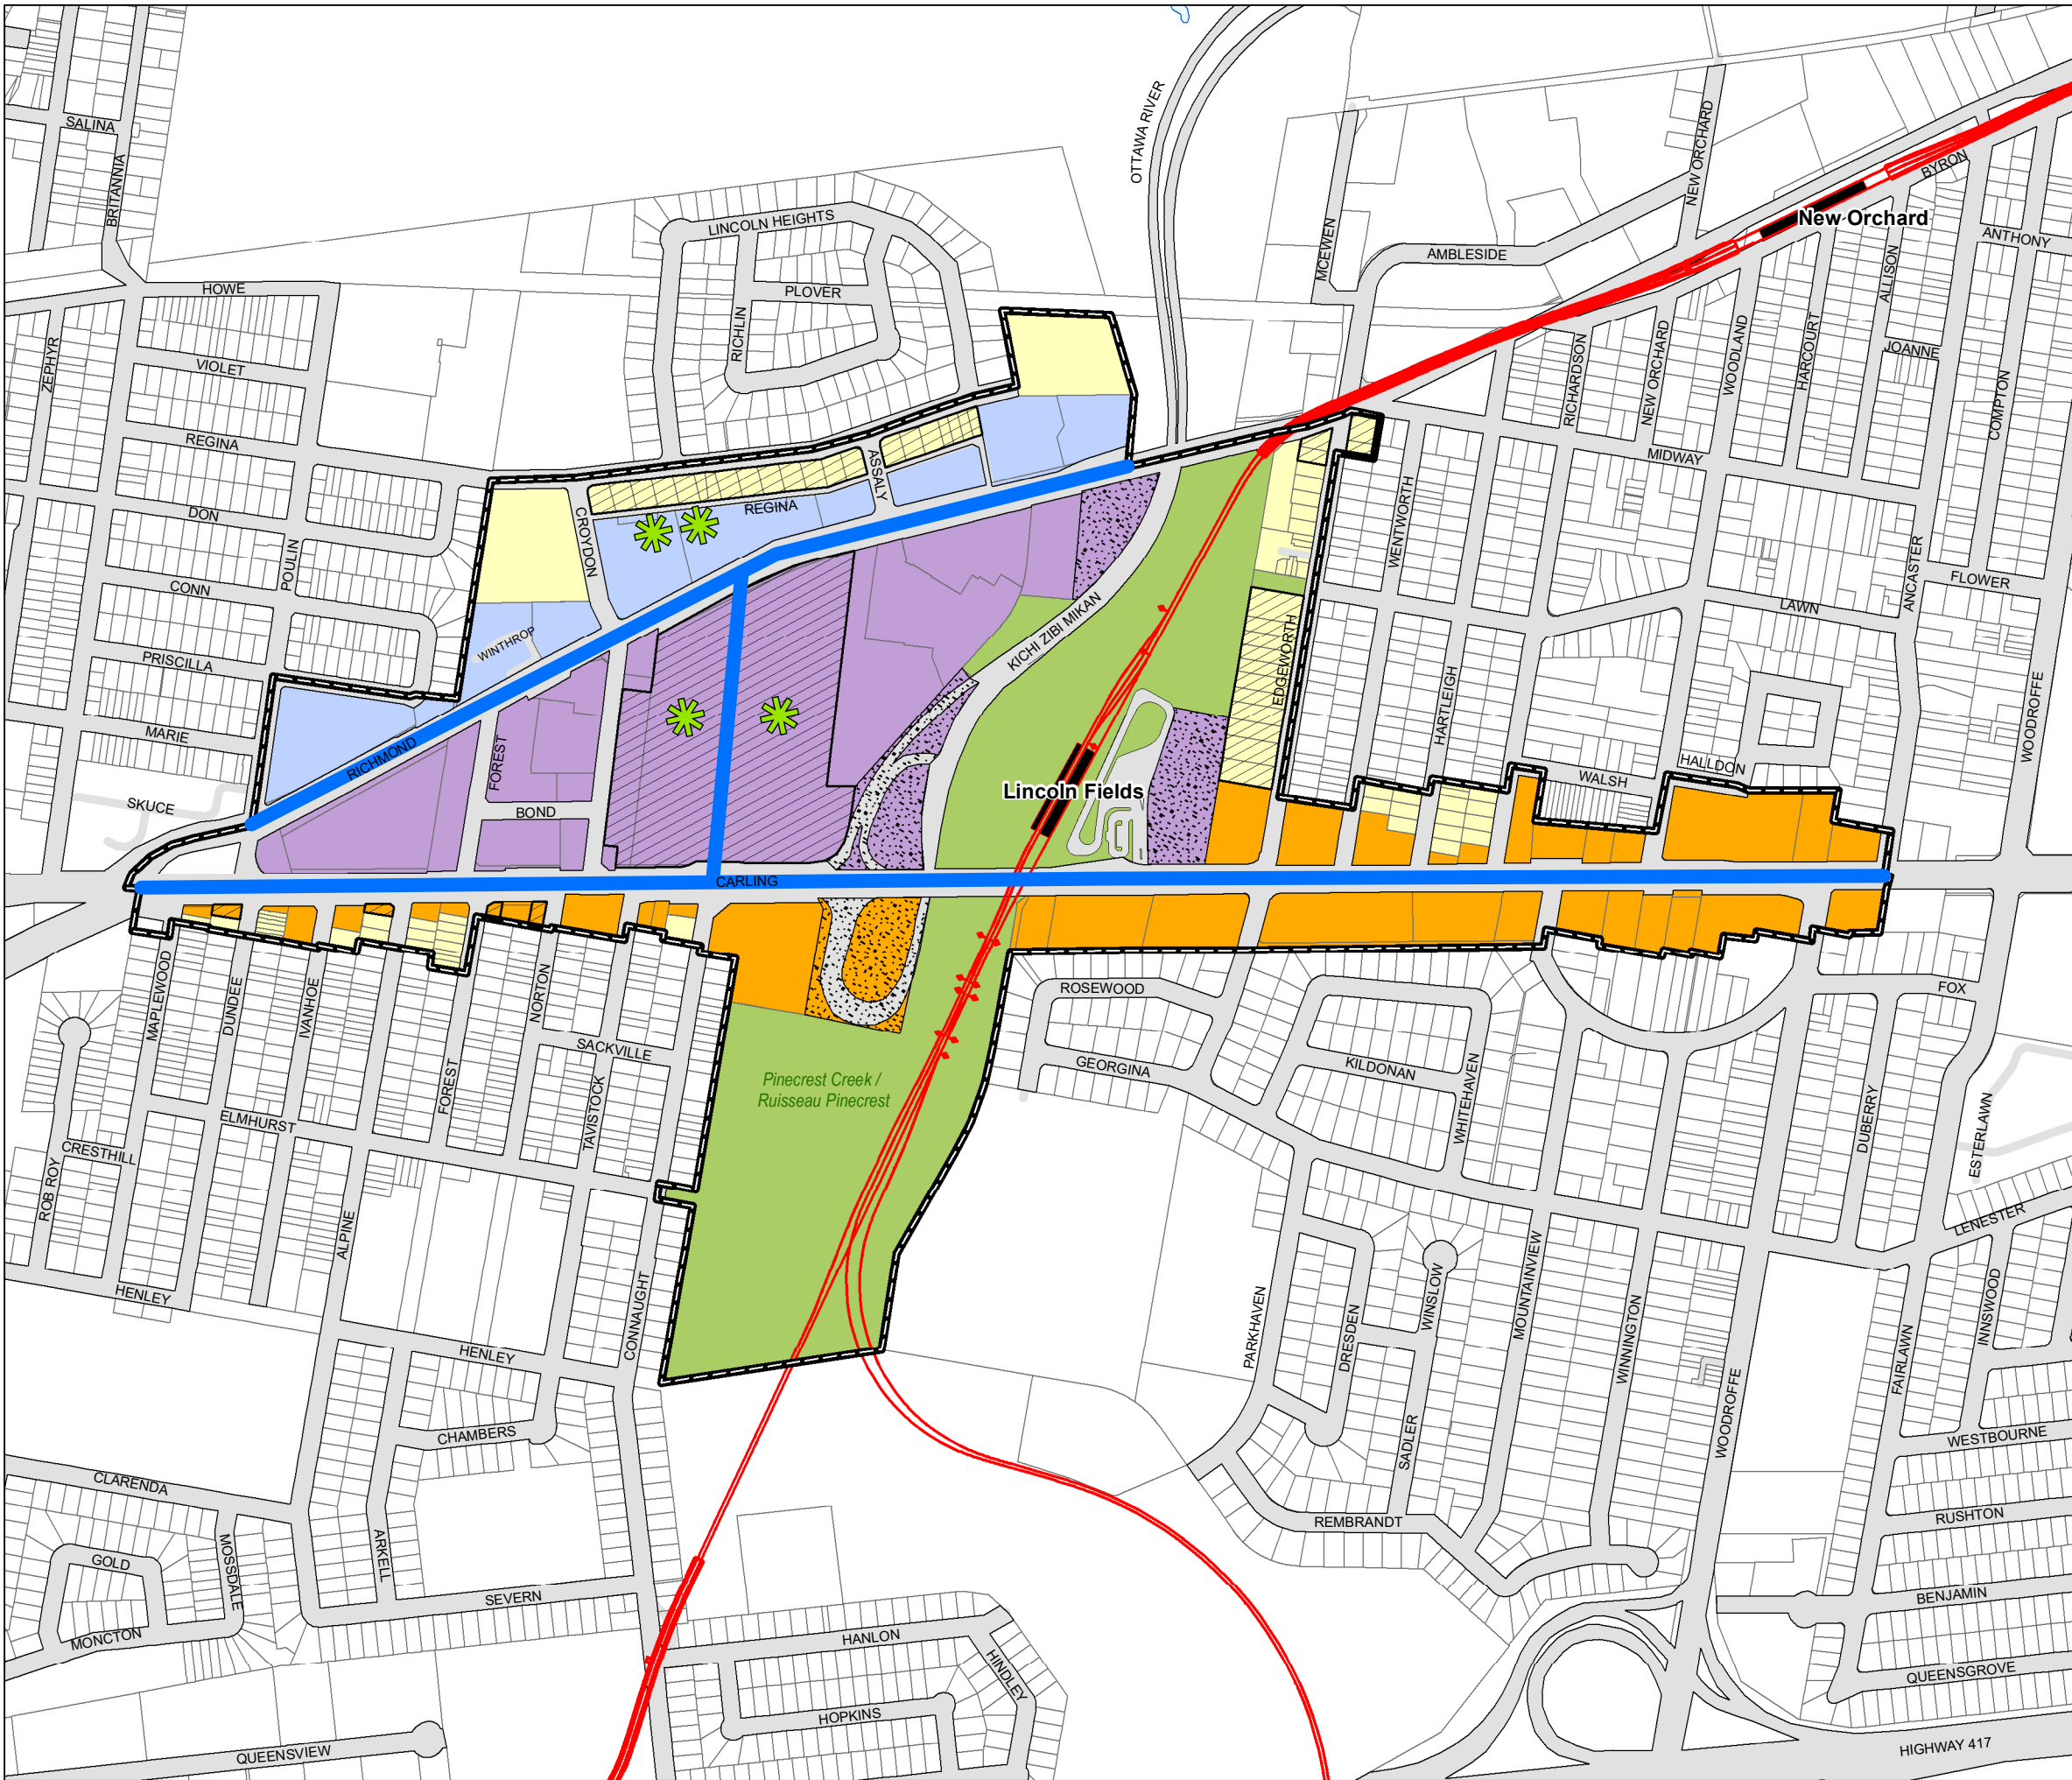 SALINA
BRITANNIA
OTTAWA RIVER
NEW ORCHARD
BYRON
New Orchard
LINCOLN HEIGHTS
MCEWEN
AMBLESIDE
ALLISON
ANTHONY
HOWE
PLOVER
RICHLIN
ZEPHYR
VIOLET
RICHARDSON
NEW ORCHARD
WOODLAND
HARCOURT
JOANNE
COMPTON
REGINA
ASSALY
MIDWAY
DON
CROYDON
REGINA
WENTWORTH
POULIN
CONN
ANCASTER
FLOWER
LAWN
PRISCILLA
WINTHROP
KICHI ZIBI MIKAN
EDGEWORTH
HARTLEIGH
WOODROFFE
MARIE
RICHMOND
FOREST
HALLDON
WALSH
SKUCE
BOND
Lincoln Fields
CARLING
MAPLEWOOD
DUNDEE
IVANHOE
NORTON
ROSEWOOD
FOX
SACKVILLE
GEORGINA
KILDONAN
WHITEHAVEN
FOREST
TAVISTOCK
Pinecrest Creek /
Ruisseau Pinecrest
ELMHURST
DUBERRY
ESTERLAWN
CRESTHILL
ROB ROY
ALPINE
LENESTER
HENLEY
CONNAUGHT
PARKHAVEN
DRESDEN
WINSLOW
MOUNTAINVIEW
WINNINGTON
INNSWOOD
FAIRLAWN
HENLEY
WOODROFFE
CHAMBERS
SADLER
WESTBOURNE
CLARENDA
REMBRANDT
RUSHTON
ARKELL
MOSSDALE
GOLD
SEVERN
BENJAMIN
MONCTON
HANLON
HINDLEY
QUEENSGROVE
HOPKINS
QUEENSVIEW
HIGHWAY 417